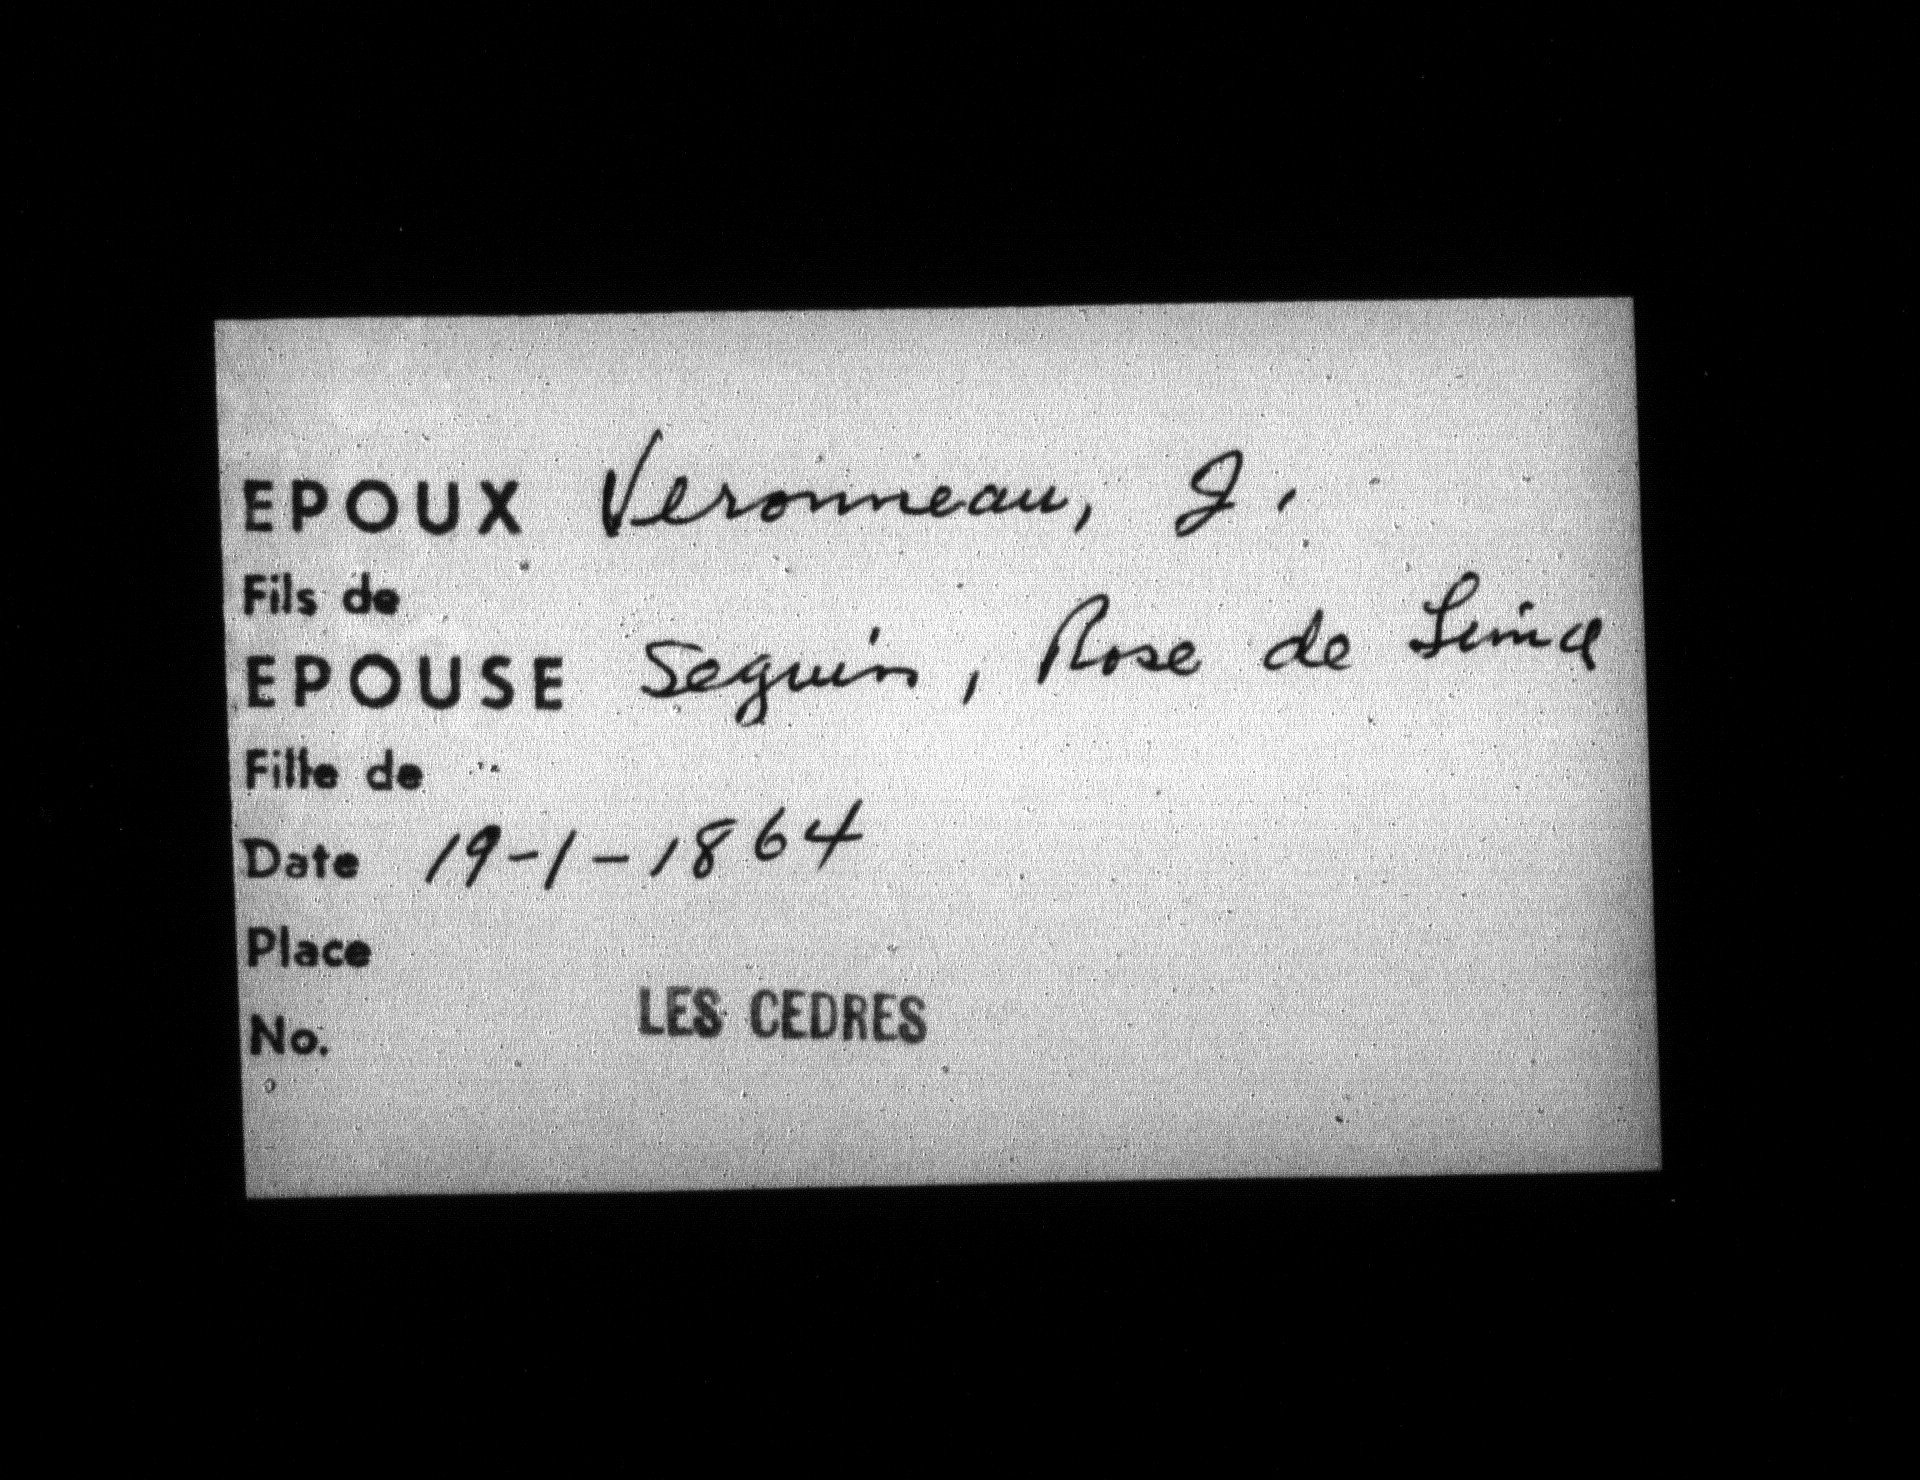 EPOUX Veronneau, J.
Fils de
EPOUSE Seguin, Rose de Lima
Fille de
Date 19-1-1864
Place
LES CEDRES
No.